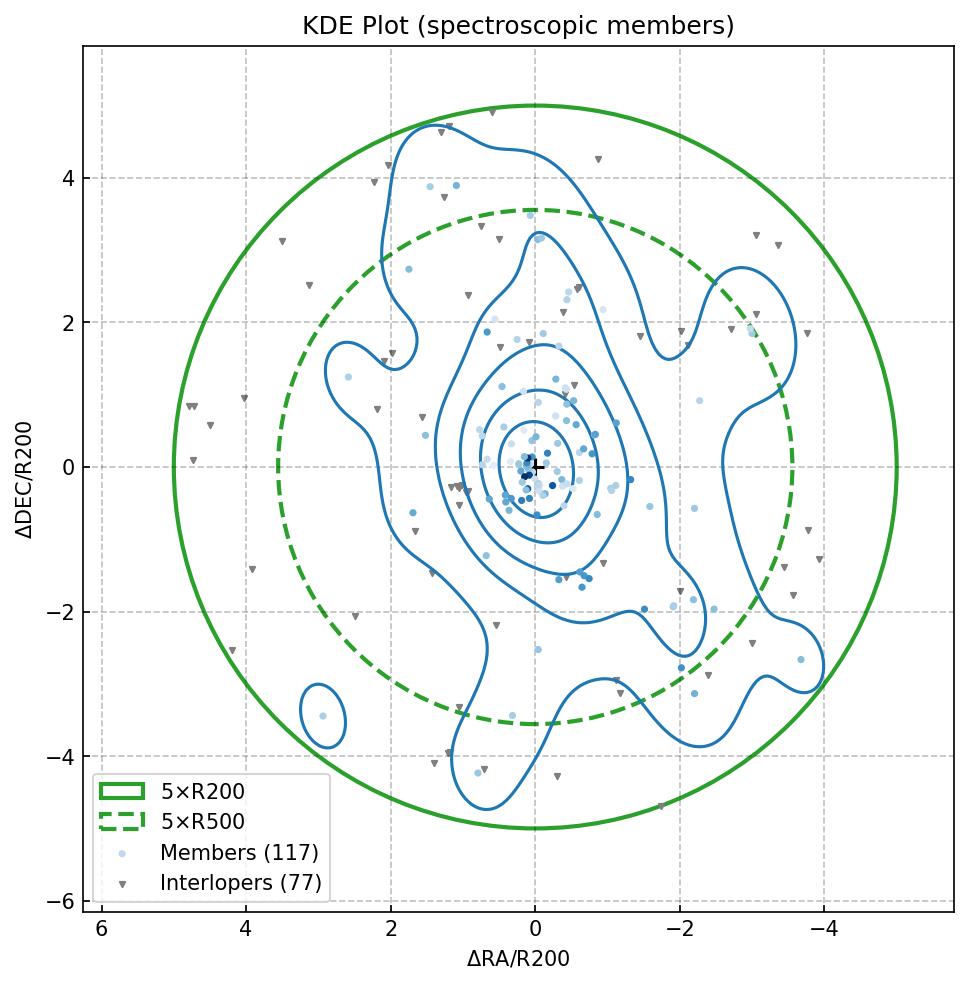 KDE Plot (spectroscopic members)
ΔDEC/R200
4
2
0
−2
−4
−6
5×R200
5×R500
Members (117)
Interlopers (77)
6 4 2 0 −2 −4
ΔRA/R200